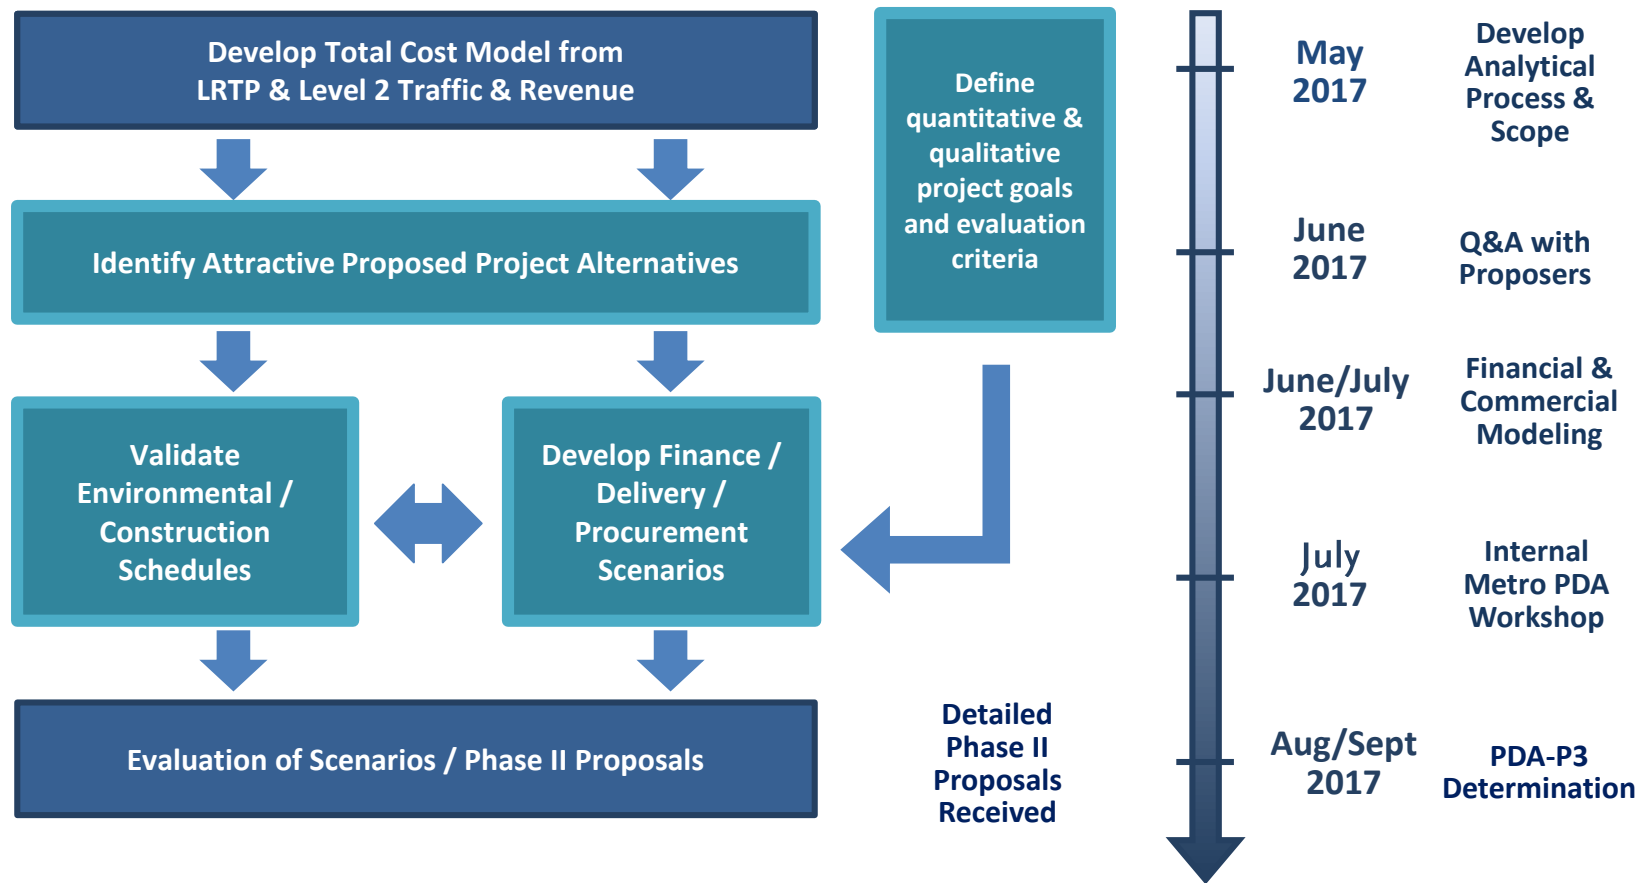 Develop Total Cost Model from
LRTP & Level 2 Traffic & Revenue
Identify Attractive Proposed Project Alternatives
Validate
Environmental /
Construction
Schedules
Develop Finance /
Delivery /
Procurement
Scenarios
Evaluation of Scenarios / Phase II Proposals
Define
quantitative &
qualitative
project goals
and evaluation
criteria
Detailed
Phase II
Proposals
Received
May
2017
Develop
Analytical
Process &
Scope
June
2017
Q&A with
Proposers
June/July
2017
Financial &
Commercial
Modeling
July
2017
Internal
Metro PDA
Workshop
Aug/Sept
2017
PDA-P3
Determination